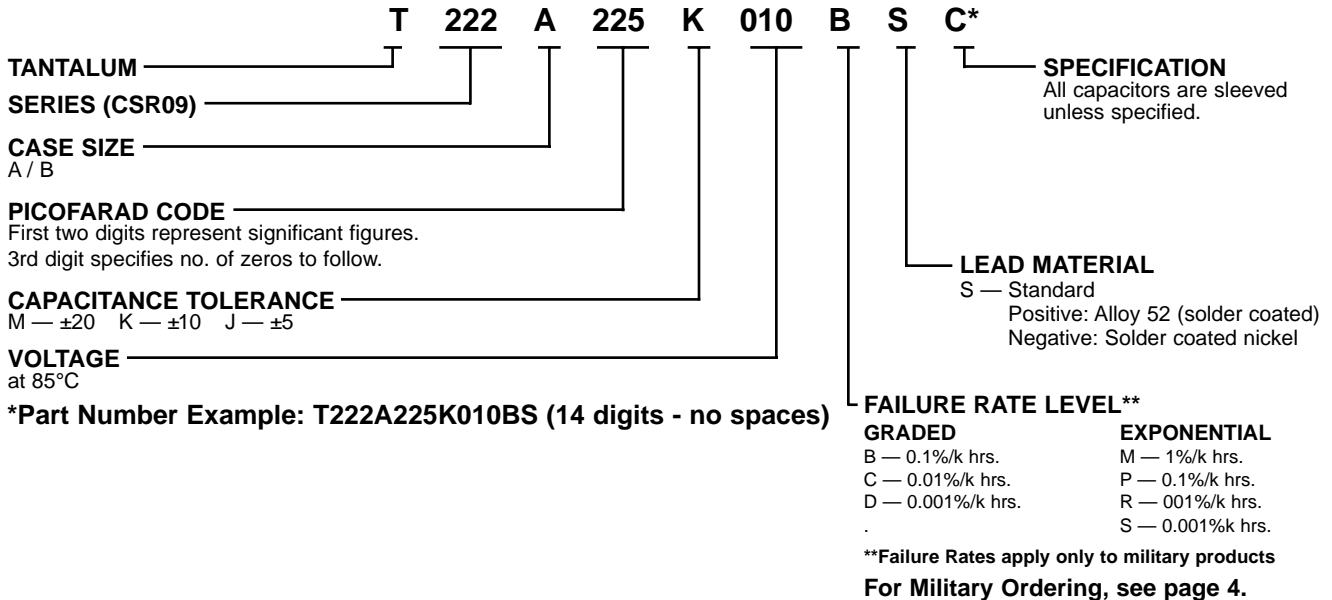 T 222 A 225 K 010 B S C*
TANTALUM
SERIES (CSR09)
CASE SIZE
A / B
PICOFARAD CODE
First two digits represent significant figures.
3rd digit specifies no. of zeros to follow.
CAPACITANCE TOLERANCE
M — ±20 K — ±10 J — ±5
VOLTAGE
at 85°C
*Part Number Example: T222A225K010BS (14 digits - no spaces)
SPECIFICATION
All capacitors are sleeved
unless specified.
LEAD MATERIAL
S — Standard
Positive: Alloy 52 (solder coated)
Negative: Solder coated nickel
FAILURE RATE LEVEL**
GRADED EXPONENTIAL
B — 0.1%/k hrs. M — 1%/k hrs.
C — 0.01%/k hrs. P — 0.1%/k hrs.
D — 0.001%/k hrs. R — 001%/k hrs.
. S — 0.001%k hrs.
**Failure Rates apply only to military products
For Military Ordering, see page 4.